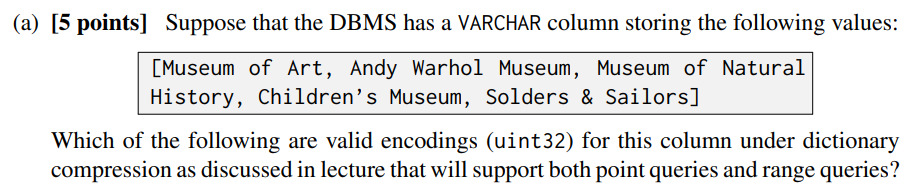 (a) [5 points] Suppose that the DBMS has a VARCHAR column storing the following values:
[Museum of Art, Andy Warhol Museum, Museum of Natural
History, Children's Museum, Solders & Sailors]
Which of the following are valid encodings (uint32) for this column under dictionary
compression as discussed in lecture that will support both point queries and range queries?